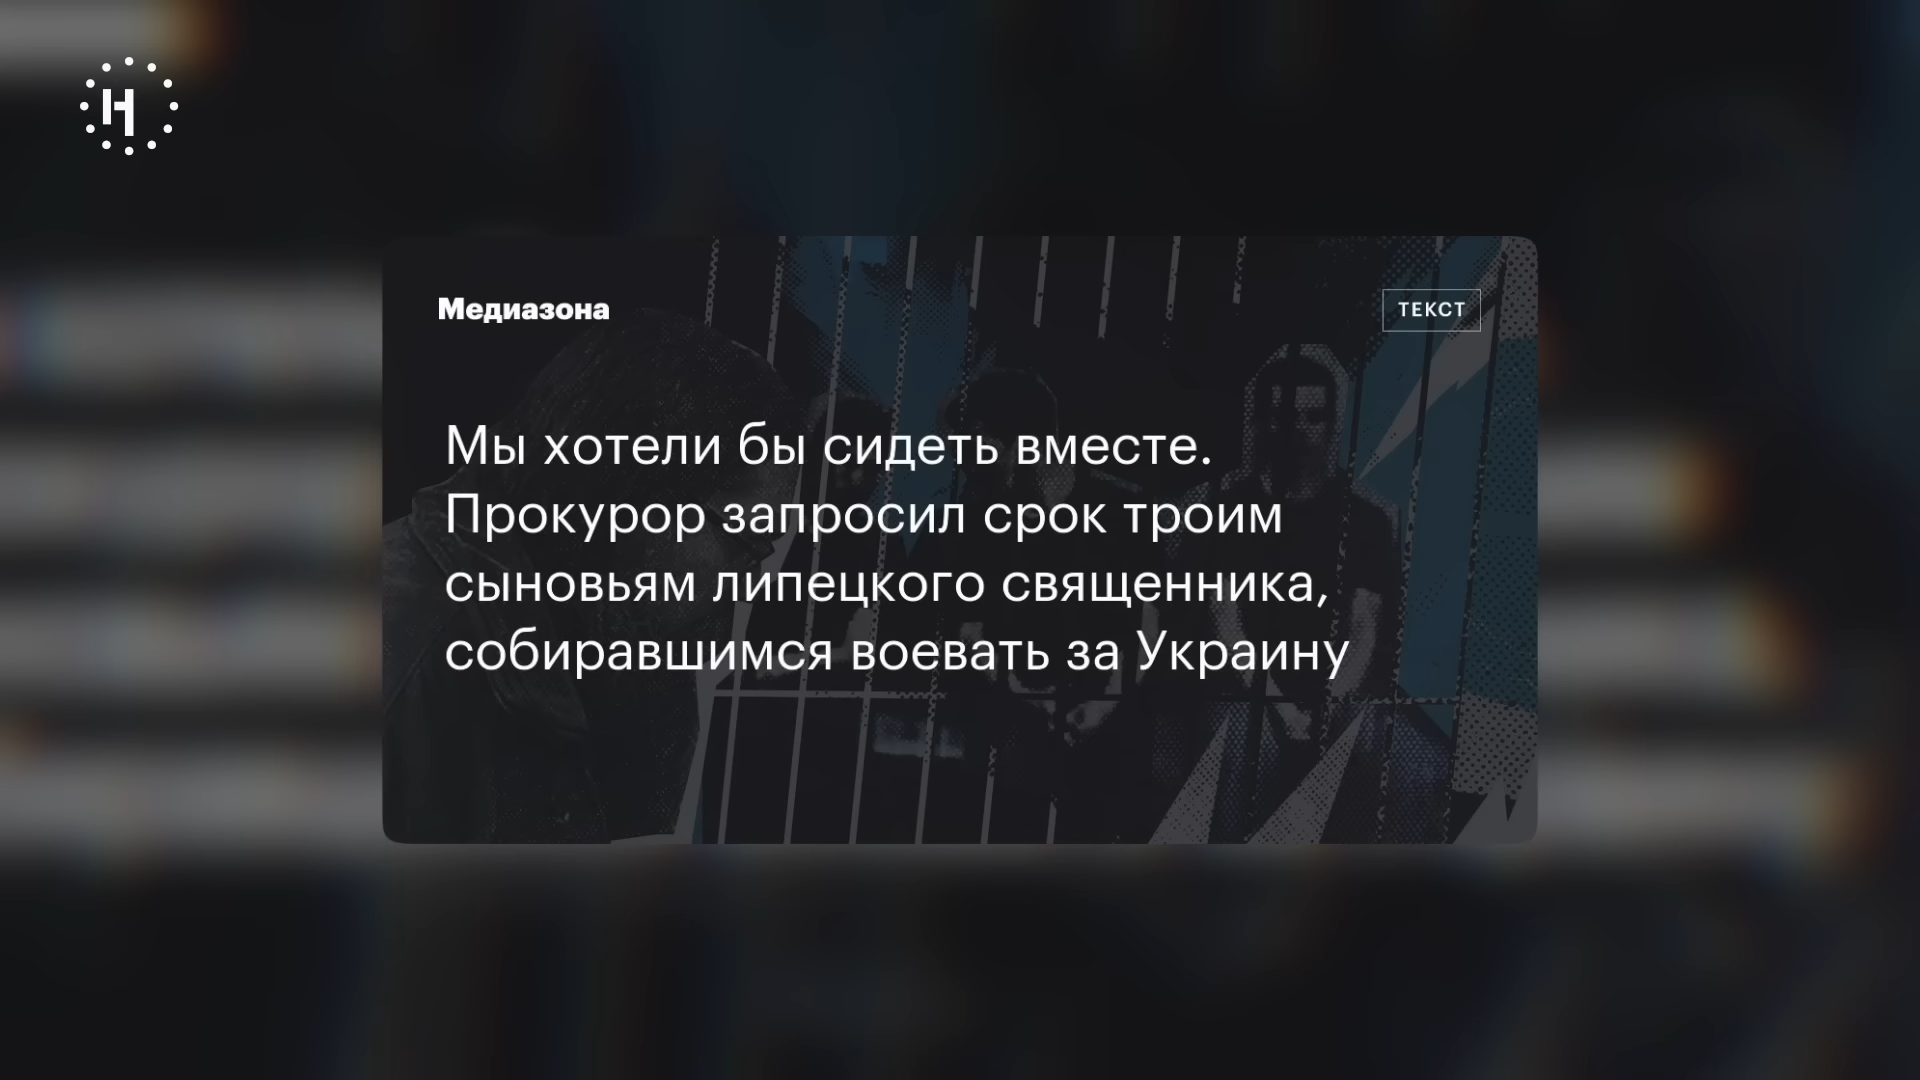 Н
Медиазона
ТЕКСТ
Мы хотели бы сидеть вместе.
Прокурор запросил срок троим
сыновьям липецкого священника,
собиравшимся воевать за Украину